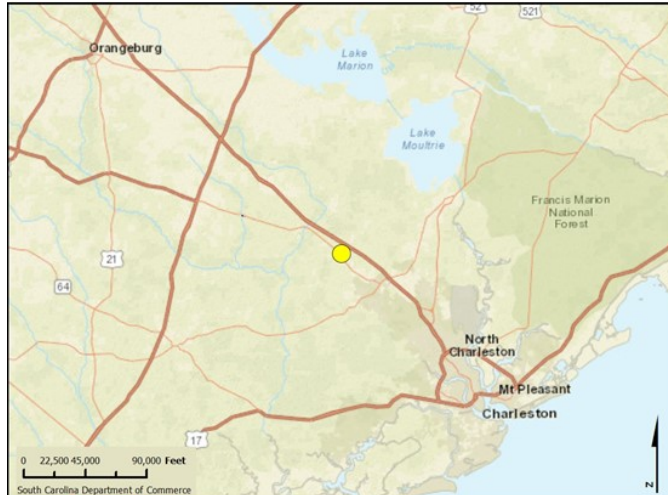 52
521
Orangeburg
Lake
Marion
Lake
Moultrie
Francis Marion
National
Forest
21
64
North
Charleston
Mt Pleasant
Charleston
17
0 22,500 45,000 90,000 Feet
South Carolina Department of Commerce
N